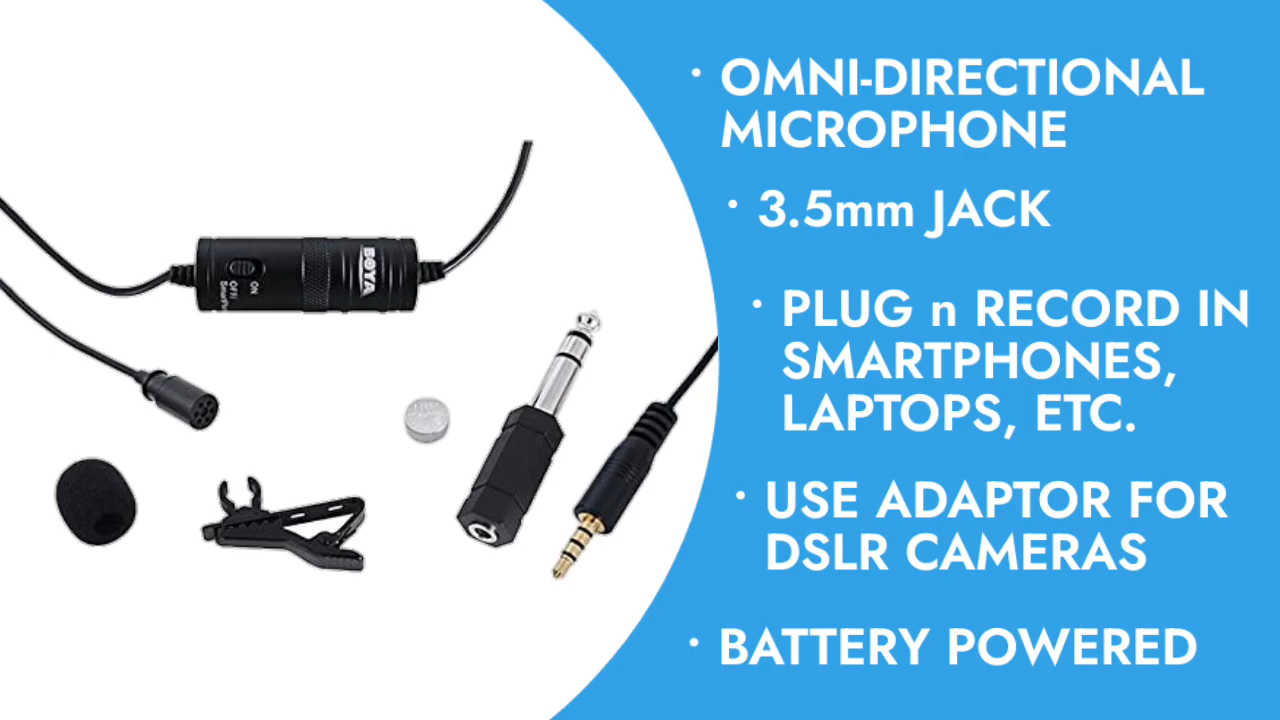 • OMNI-DIRECTIONAL
MICROPHONE
• 3.5mm JACK
• PLUG n RECORD IN
SMARTPHONES,
LAPTOPS, ETC.
• USE ADAPTOR FOR
DSLR CAMERAS
• BATTERY POWERED
BOYA
ON
OFF/